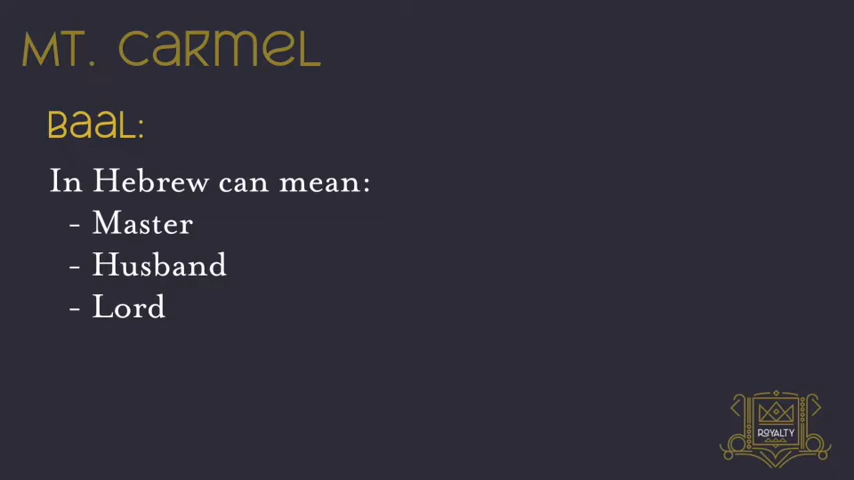 MT. CARMEL
BAAL:
In Hebrew can mean:
- Master
- Husband
- Lord
ROYALTY